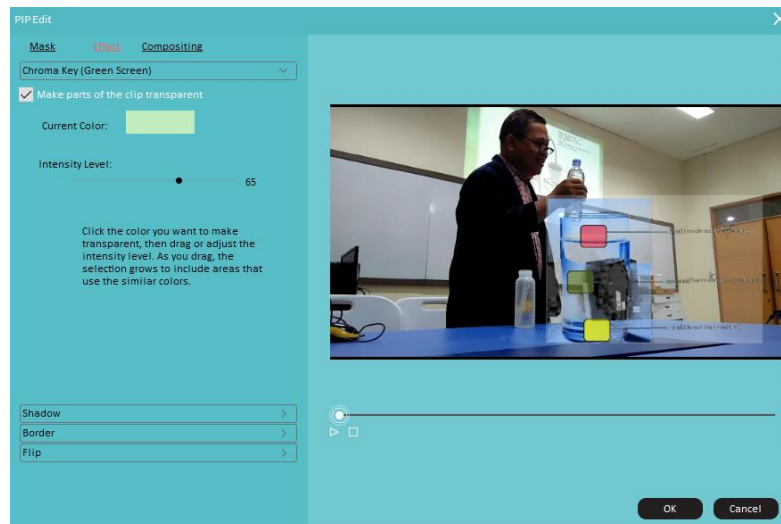 PIP Edit
Mask Effect Compositing
Chroma Key (Green Screen)
Make parts of the clip transparent
Current Color:
Intensity Level:
65
Click the color you want to make
transparent, then drag or adjust the
intensity level. As you drag, the
selection grows to include areas that
use the similar colors.
Shadow
Border
Flip
OK Cancel